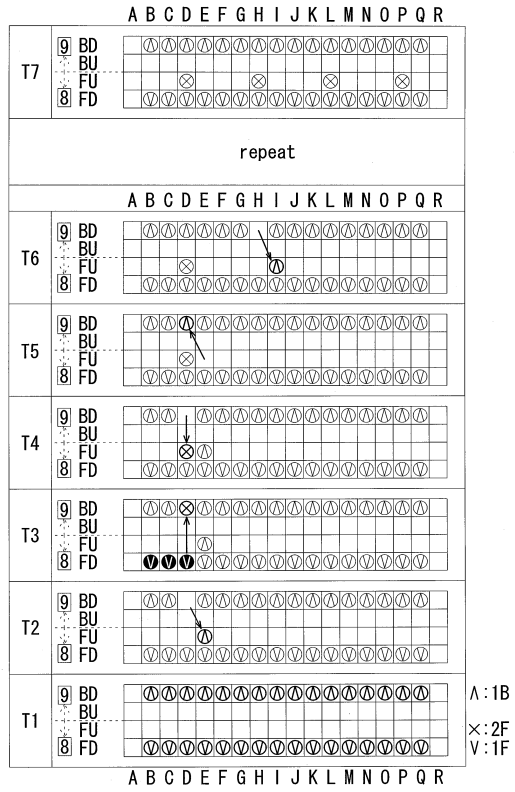 A B C D E F G H I J K L M N O P Q R
T7
9 BD
BU
FU
8 FD
repeat
A B C D E F G H I J K L M N O P Q R
T6
9 BD
BU
FU
8 FD
T5
9 BD
BU
FU
8 FD
T4
9 BD
BU
FU
8 FD
T3
9 BD
BU
FU
8 FD
T2
9 BD
BU
FU
8 FD
T1
9 BD
BU
FU
8 FD
∧:1B
×:2F
∨:1F
A B C D E F G H I J K L M N O P Q R